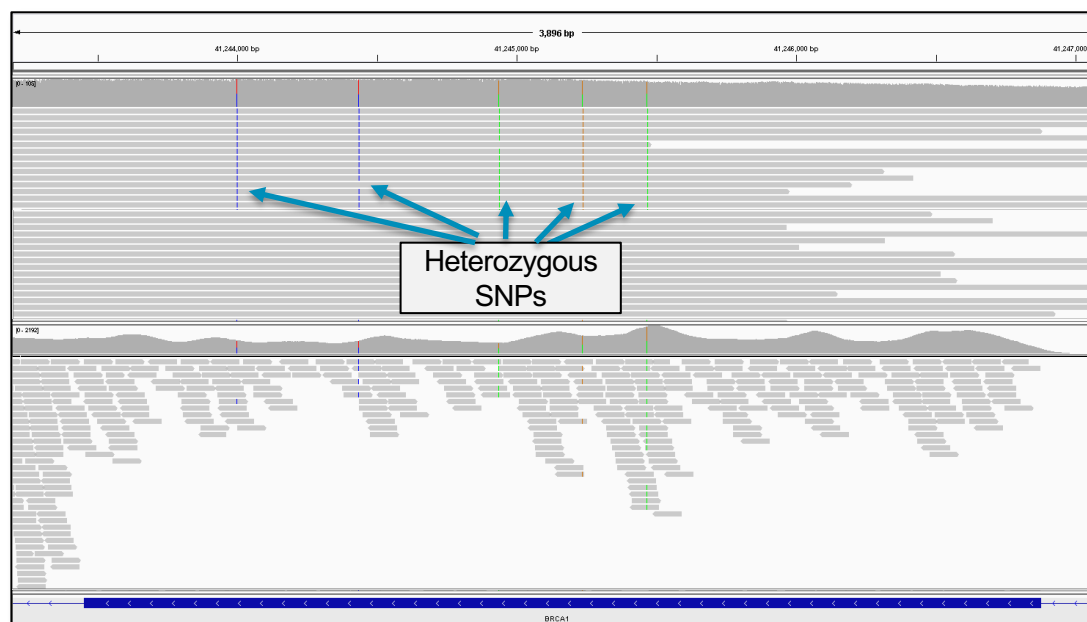 3,896 bp
41,244,000 bp
41,245,000 bp
41,246,000 bp
41,247,000
[0 - 105]
Heterozygous
SNPs
[0 - 2192]
BRCA1